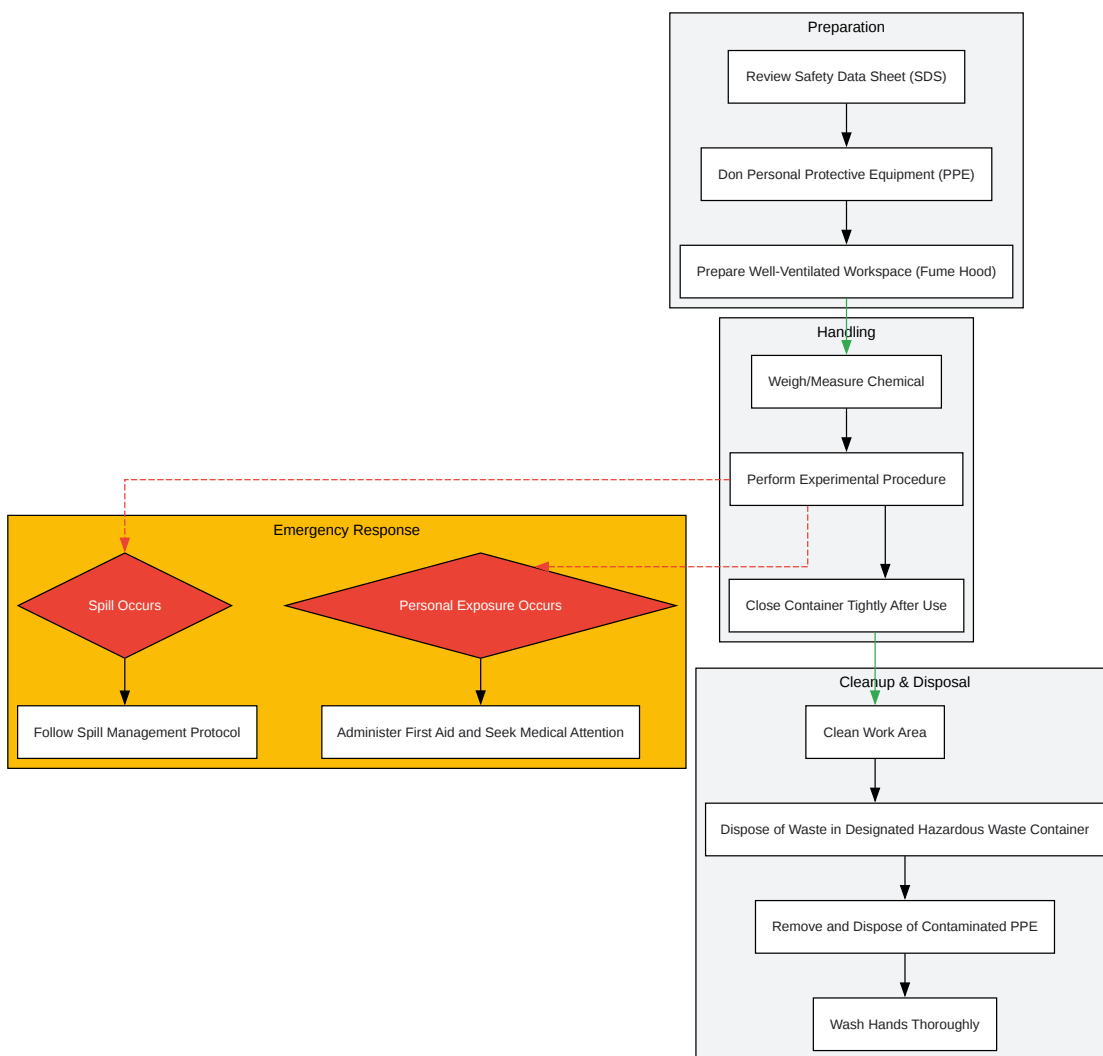 Preparation
Review Safety Data Sheet (SDS)
Don Personal Protective Equipment (PPE)
Prepare Well-Ventilated Workspace (Fume Hood)
Handling
Weigh/Measure Chemical
Perform Experimental Procedure
Close Container Tightly After Use
Emergency Response
Spill Occurs
Personal Exposure Occurs
Follow Spill Management Protocol
Administer First Aid and Seek Medical Attention
Cleanup & Disposal
Clean Work Area
Dispose of Waste in Designated Hazardous Waste Container
Remove and Dispose of Contaminated PPE
Wash Hands Thoroughly